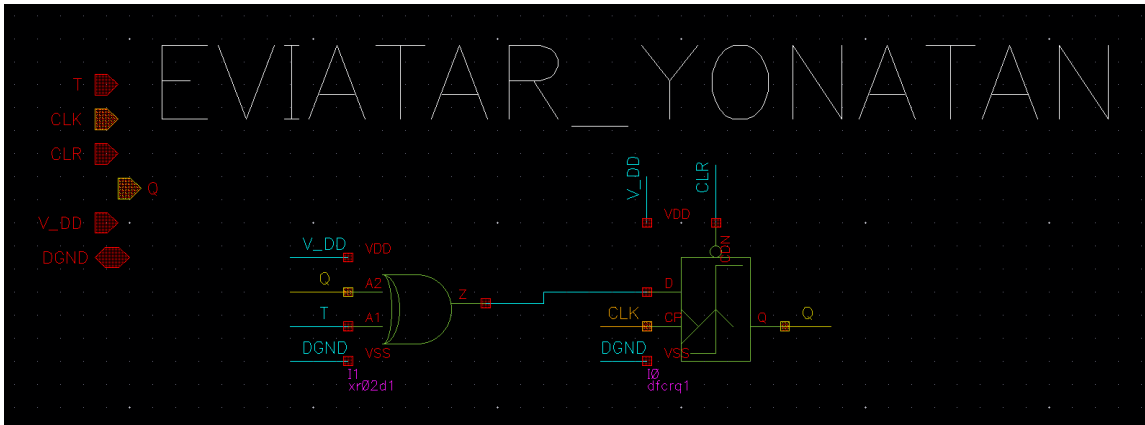 EVIATAR_YONATAN
T
CLK
CLR
Q
V_DD
DGND
V_DD
CLR
VDD
CDN
V_DD
VDD
Q
A2
Z
D
T
A1
CLK
CP
Q
Q
DGND
VSS
DGND
VSS
I1
xr02d1
I0
dfcrq1